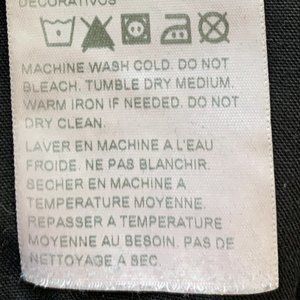 DECORATIVOS
MACHINE WASH COLD. DO NOT
BLEACH. TUMBLE DRY MEDIUM.
WARM IRON IF NEEDED. DO NOT
DRY CLEAN.
LAVER EN MACHINE A L'EAU
FROIDE. NE PAS BLANCHIR.
SECHER EN MACHINE A
TEMPERATURE MOYENNE.
REPASSER A TEMPERATURE
MOYENNE AU BESOIN. PAS DE
NETTOYAGE A SEC.